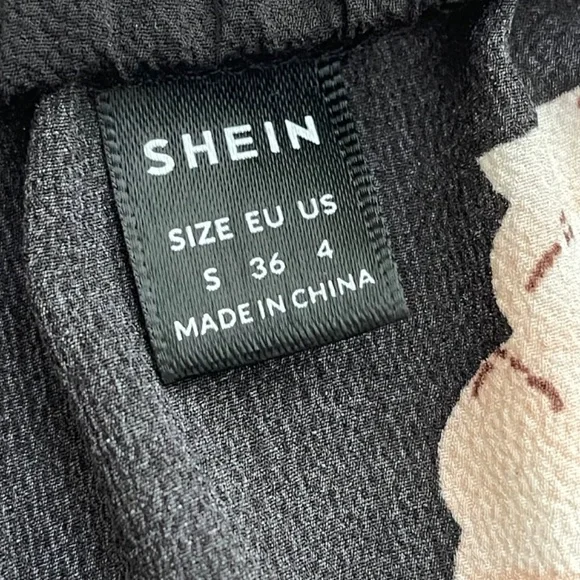 SHEIN
SIZE EU US
S 36 4
MADE IN CHINA